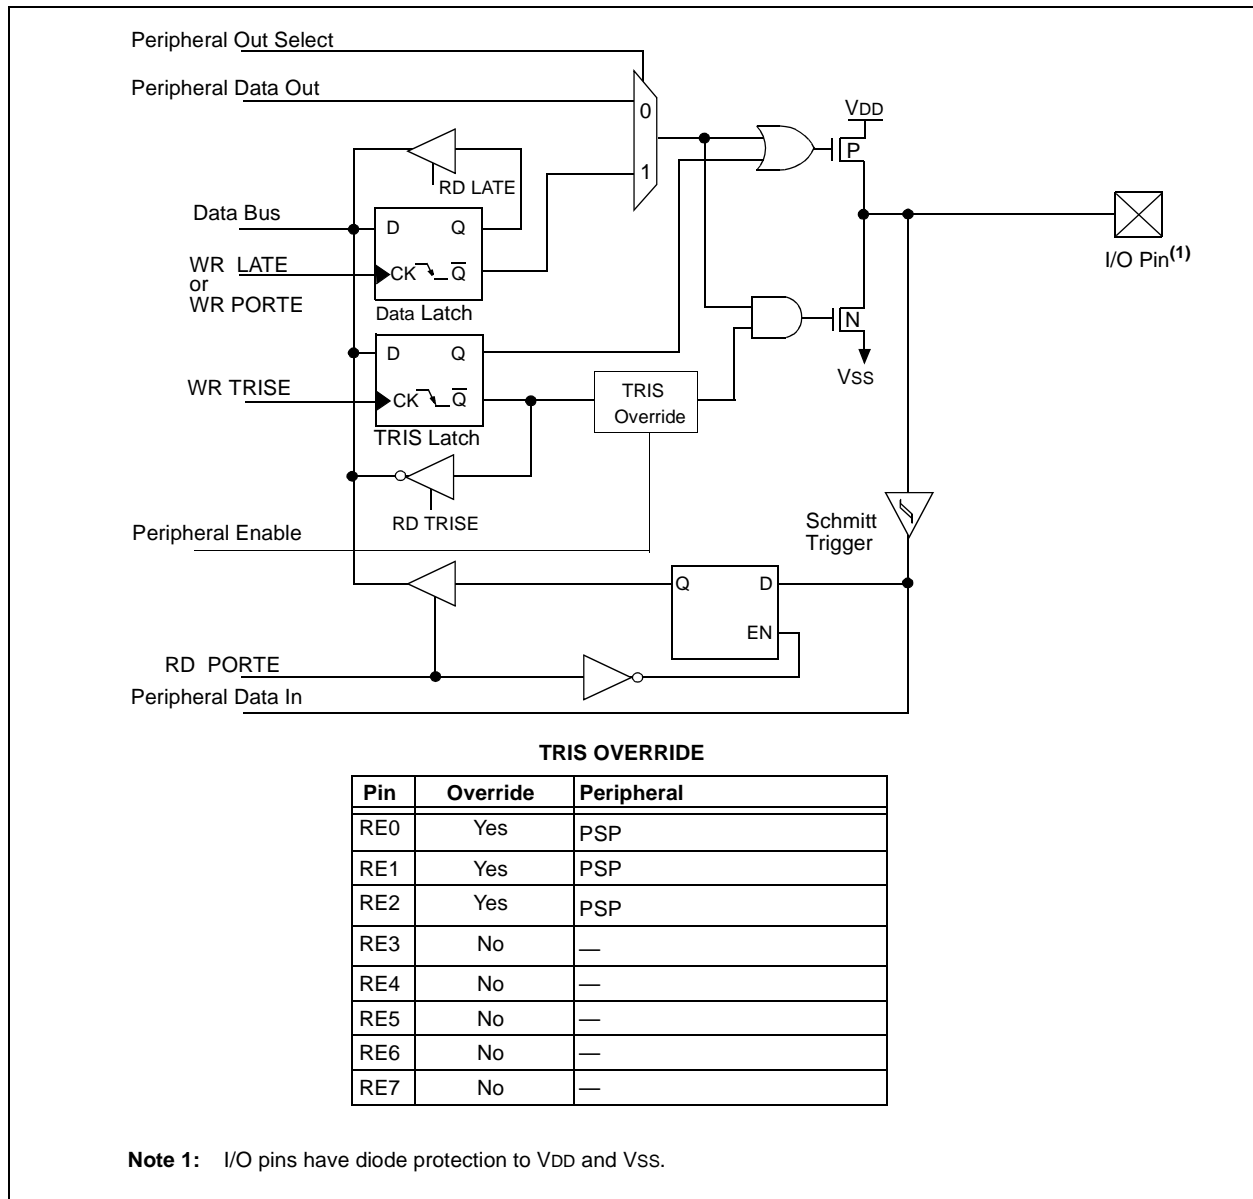 Peripheral Out Select
Peripheral Data Out
0
VDD
P
1
RD LATE
Data Bus
D Q
I/O Pin(1)
WR LATE
or
WR PORTE
CK Q̅
Data Latch
N
VSS
D Q
WR TRISE
CK Q̅
TRIS Latch
TRIS
Override
RD TRISE
Peripheral Enable
Schmitt
Trigger
Q D
EN
RD PORTE
Peripheral Data In
TRIS OVERRIDE
Pin Override Peripheral
RE0 Yes PSP
RE1 Yes PSP
RE2 Yes PSP
RE3 No —
RE4 No —
RE5 No —
RE6 No —
RE7 No —
Note 1: I/O pins have diode protection to VDD and VSS.